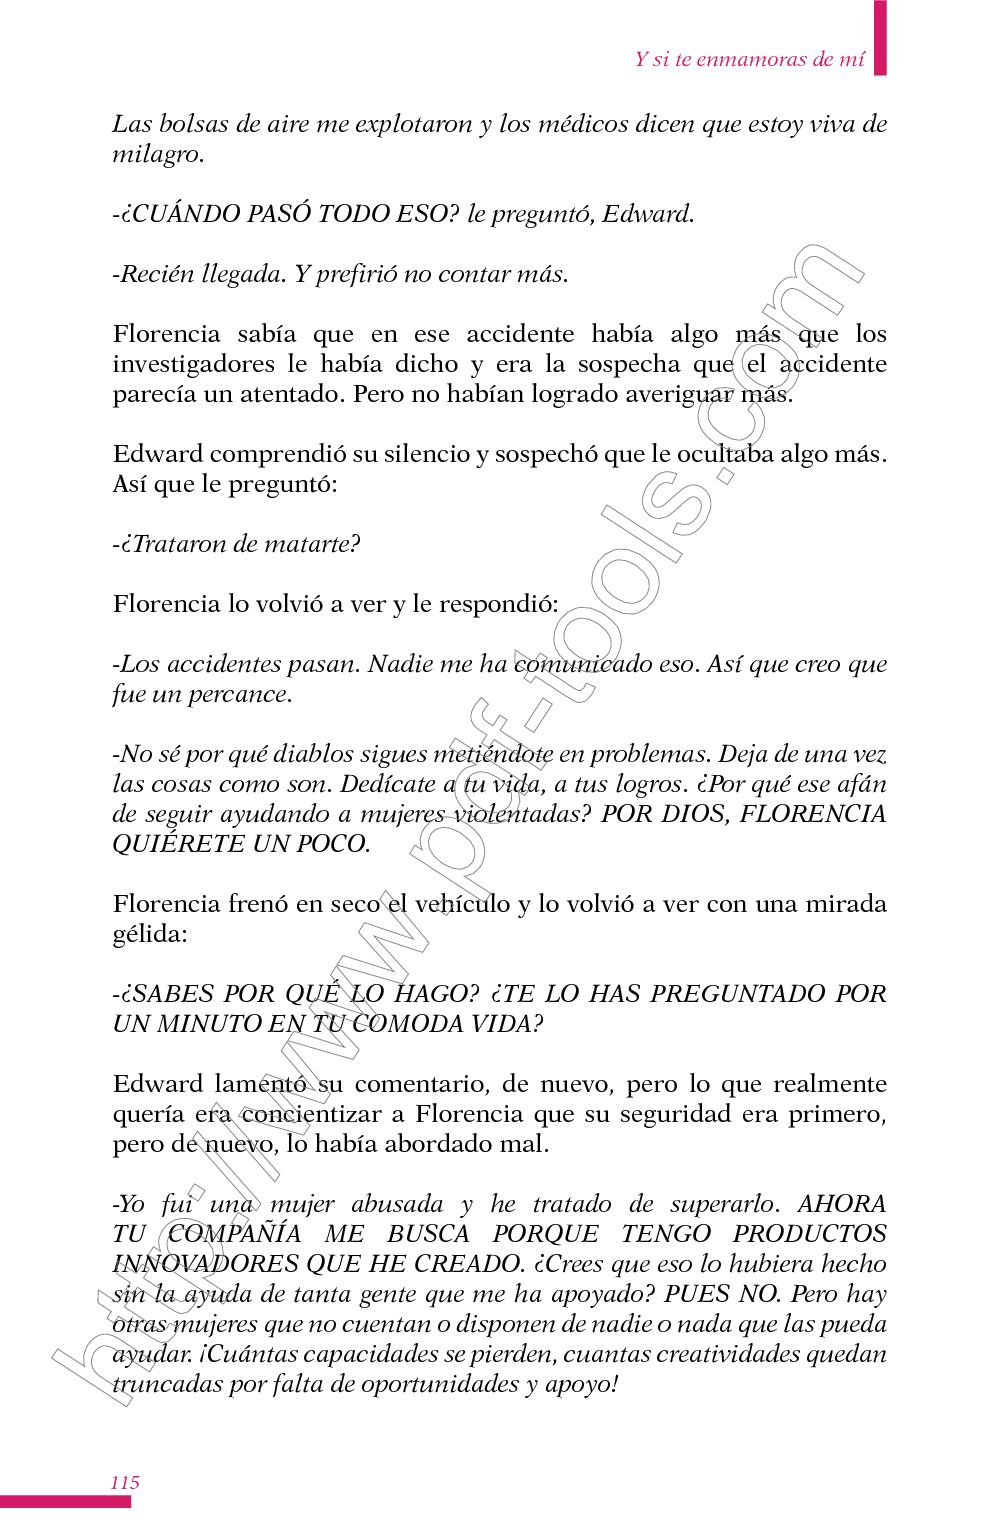 Y si te enmamoras de mí
Las bolsas de aire me explotaron y los médicos dicen que estoy viva de
milagro.
-¿CUÁNDO PASÓ TODO ESO? le preguntó, Edward.
-Recién llegada. Y prefirió no contar más.
Florencia sabía que en ese accidente había algo más que los
investigadores le había dicho y era la sospecha que el accidente
parecía un atentado. Pero no habían logrado averiguar más.
Edward comprendió su silencio y sospechó que le ocultaba algo más.
Así que le preguntó:
-¿Trataron de matarte?
Florencia lo volvió a ver y le respondió:
-Los accidentes pasan. Nadie me ha comunicado eso. Así que creo que
fue un percance.
-No sé por qué diablos sigues metiéndote en problemas. Deja de una vez
las cosas como son. Dedícate a tu vida, a tus logros. ¿Por qué ese afán
de seguir ayudando a mujeres violentadas? POR DIOS, FLORENCIA
QUIÉRETE UN POCO.
Florencia frenó en seco el vehículo y lo volvió a ver con una mirada
gélida:
-¿SABES POR QUÉ LO HAGO? ¿TE LO HAS PREGUNTADO POR
UN MINUTO EN TU COMODA VIDA?
Edward lamentó su comentario, de nuevo, pero lo que realmente
quería era concientizar a Florencia que su seguridad era primero,
pero de nuevo, lo había abordado mal.
-Yo fui una mujer abusada y he tratado de superarlo. AHORA
TU COMPAÑÍA ME BUSCA PORQUE TENGO PRODUCTOS
INNOVADORES QUE HE CREADO. ¿Crees que eso lo hubiera hecho
sin la ayuda de tanta gente que me ha apoyado? PUES NO. Pero hay
otras mujeres que no cuentan o disponen de nadie o nada que las pueda
ayudar. ¡Cuántas capacidades se pierden, cuantas creatividades quedan
truncadas por falta de oportunidades y apoyo!
115
http://www.pdf-tools.com